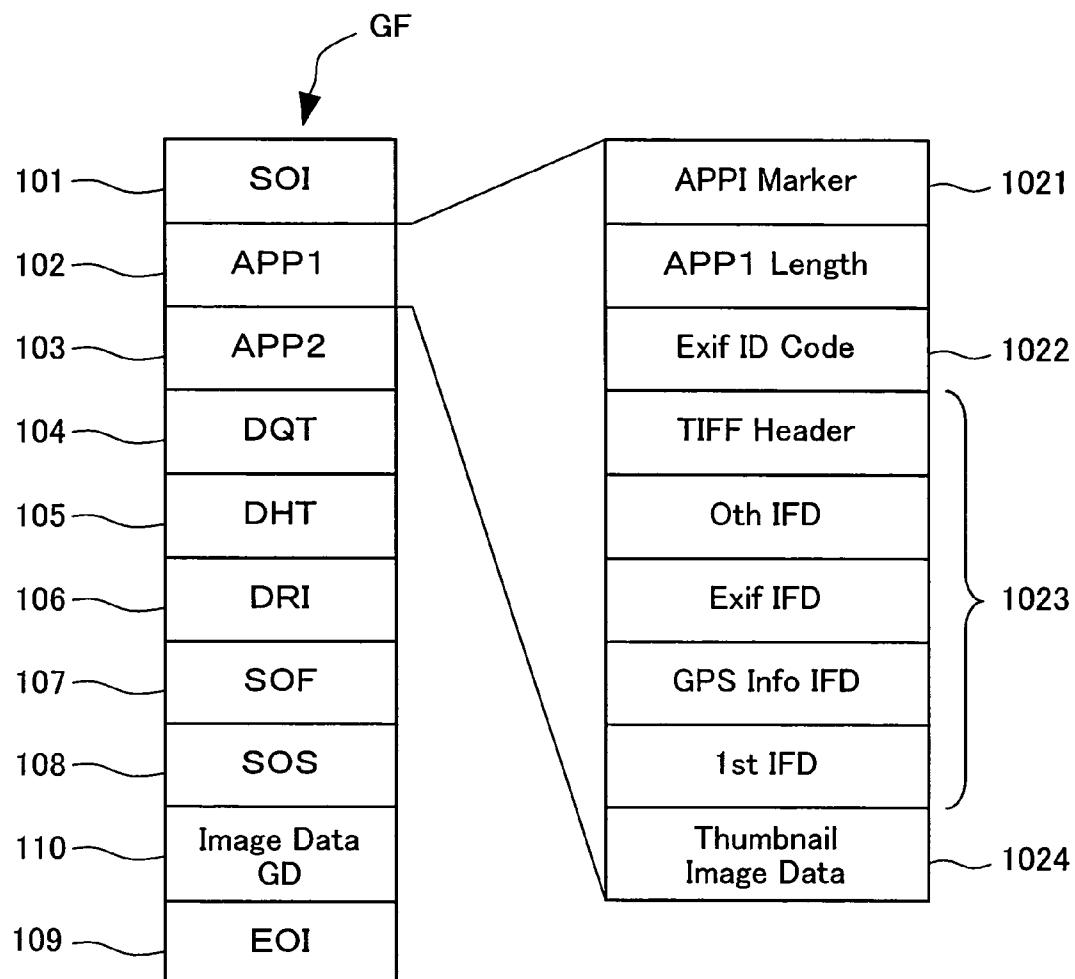 GF
101 SOI
102 APP1
103 APP2
104 DQT
105 DHT
106 DRI
107 SOF
108 SOS
110 Image Data
GD
109 EOI
APPI Marker 1021
APP1 Length
Exif ID Code 1022
TIFF Header
Oth IFD
Exif IFD
1023
GPS Info IFD
1st IFD
Thumbnail
Image Data 1024